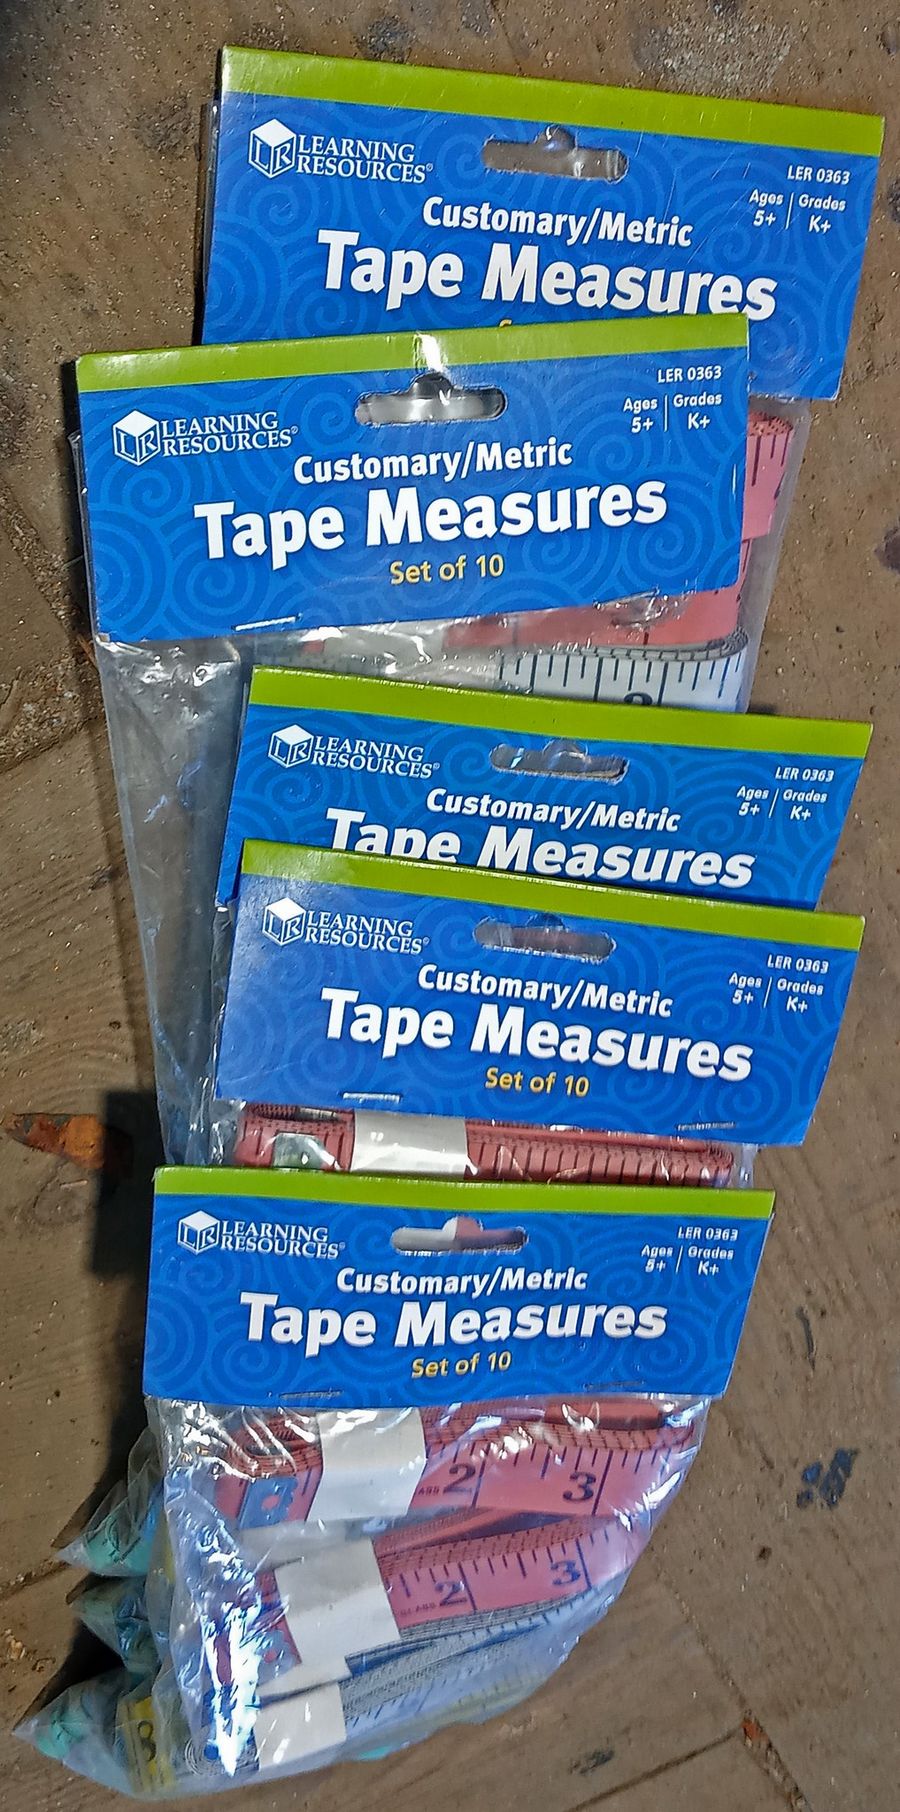 LEARNING
RESOURCES®
LER 0363
Ages
5+
Grades
K+
Customary/Metric
Tape Measures
LEARNING
RESOURCES®
LER 0363
Ages
5+
Grades
K+
Customary/Metric
Tape Measures
Set of 10
LEARNING
RESOURCES®
LER 0363
Ages
5+
Grades
K+
Customary/Metric
Tape Measures
LEARNING
RESOURCES®
LER 0363
Ages
5+
Grades
K+
Customary/Metric
Tape Measures
Set of 10
LEARNING
RESOURCES®
LER 0363
Ages
5+
Grades
K+
Customary/Metric
Tape Measures
Set of 10
2 3
2 3